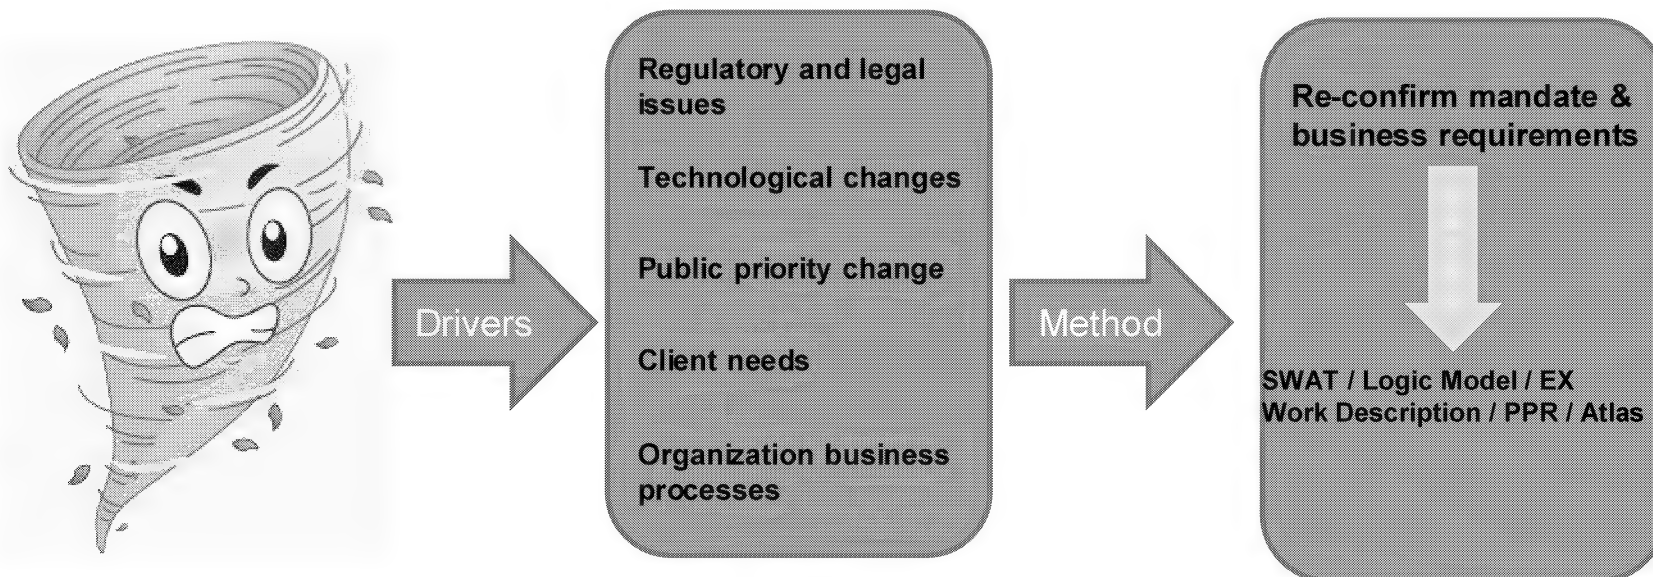 Drivers
Regulatory and legal
issues
Technological changes
Public priority change
Client needs
Organization business
processes
Method
Re-confirm mandate &
business requirements
SWAT / Logic Model / EX
Work Description / PPR / Atlas